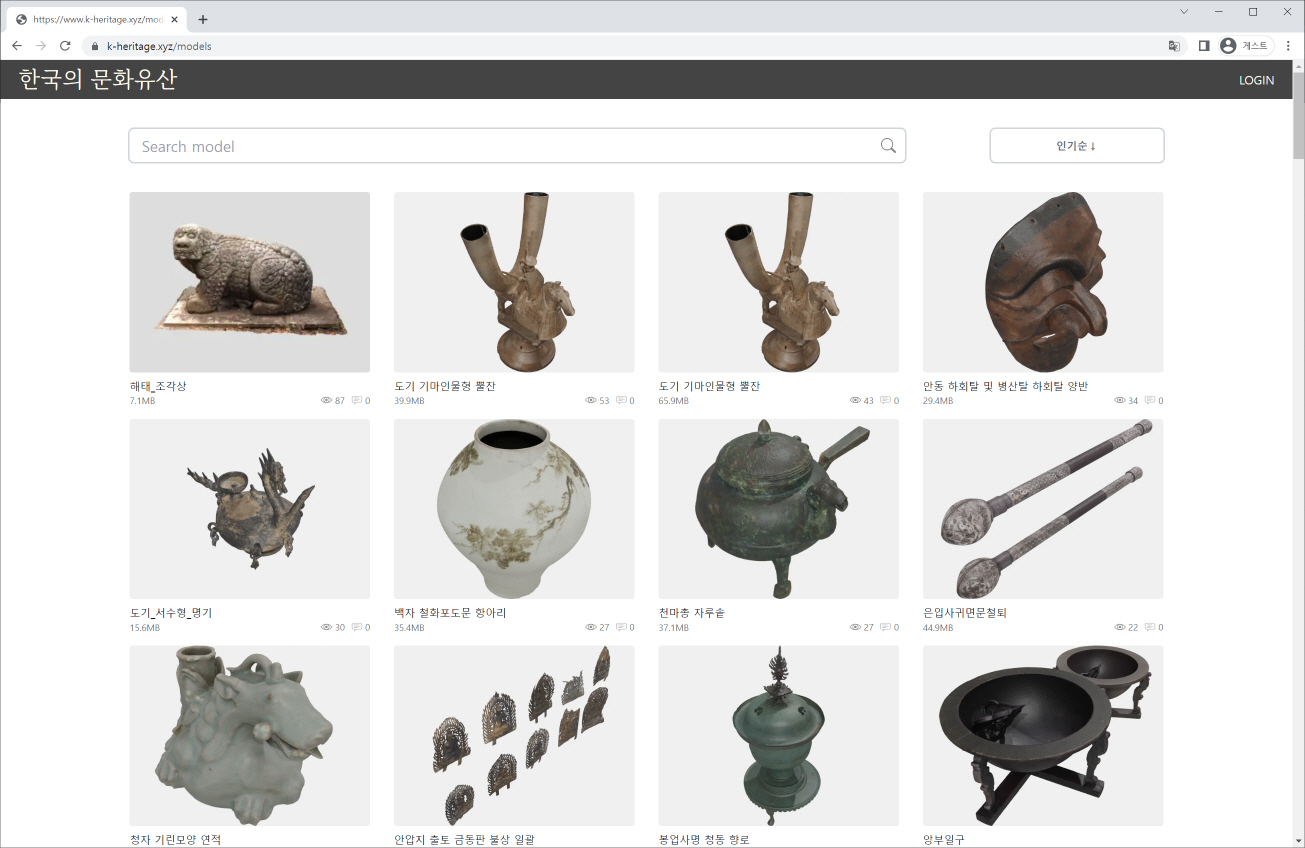 https://www.k-heritage.xyz/mod
k-heritage.xyz/models
게스트
한국의 문화유산
LOGIN
Search model
인기순 ↓
해태_조각상
7.1MB 87 0
도기 기마인물형 뿔잔
39.9MB 53 0
도기 기마인물형 뿔잔
65.9MB 43 0
안동 하회탈 및 병산탈 하회탈 양반
29.4MB 34 0
도기_서수형_명기
15.6MB 30 0
백자 철화포도문 항아리
35.4MB 27 0
천마총 자루솥
37.1MB 27 0
은입사귀면문철퇴
44.9MB 22 0
청자 기린모양 연적
안압지 출토 금동판 불상 일괄
봉업사명 청동 향로
앙부일구